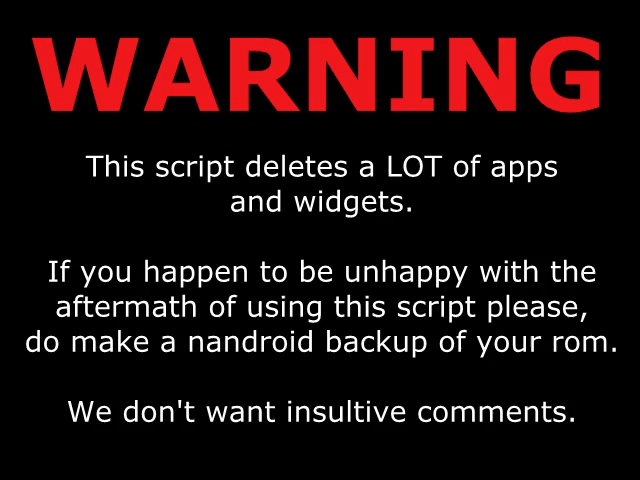 WARNING
This script deletes a LOT of apps
and widgets.
If you happen to be unhappy with the
aftermath of using this script please,
do make a nandroid backup of your rom.
We don't want insultive comments.